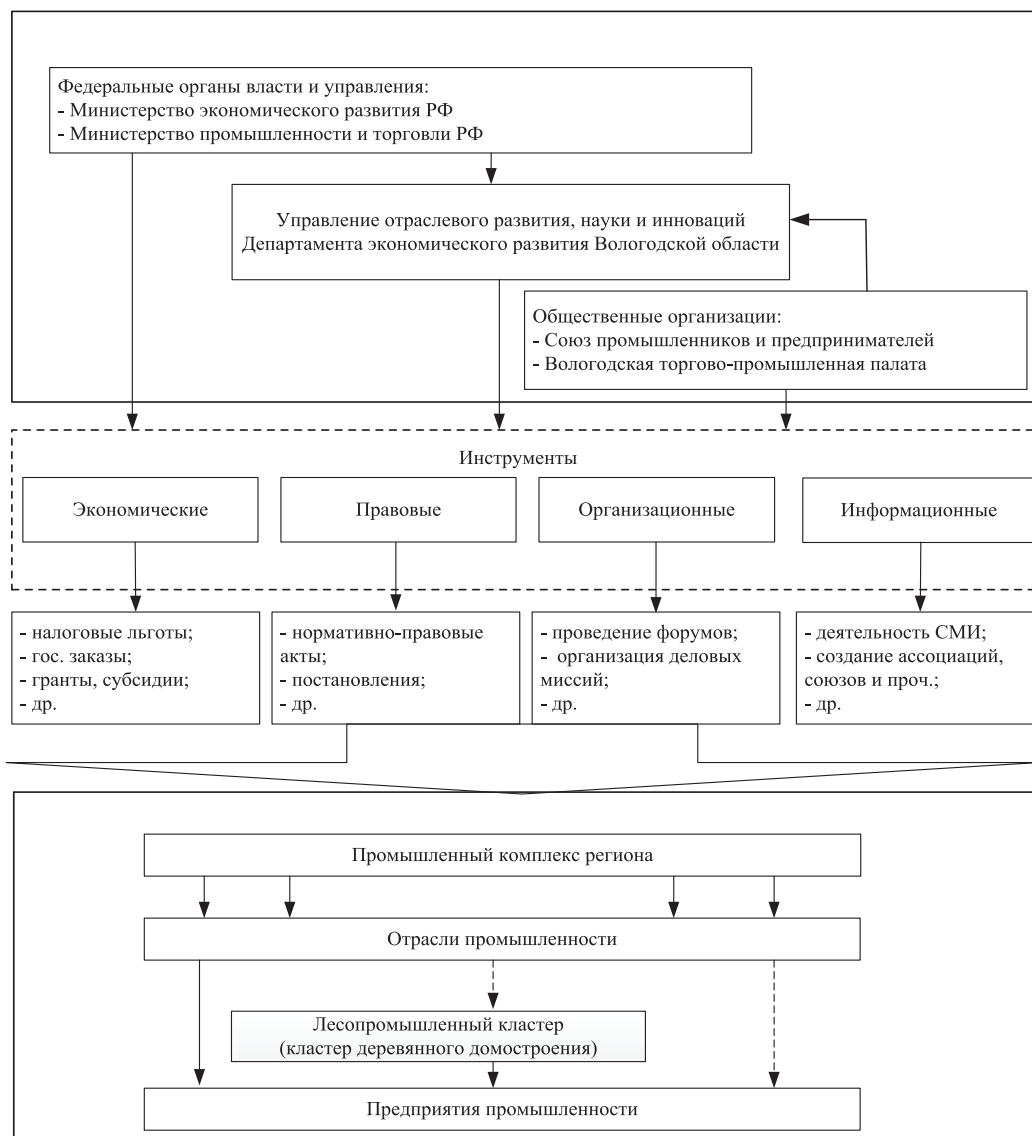 Федеральные органы власти и управления:
- Министерство экономического развития РФ
- Министерство промышленности и торговли РФ
Управление отраслевого развития, науки и инноваций
Департамента экономического развития Вологодской области
Общественные организации:
- Союз промышленников и предпринимателей
- Вологодская торгово-промышленная палата
Инструменты
Экономические
Правовые
Организационные
Информационные
- налоговые льготы;
- гос. заказы;
- гранты, субсидии;
- др.
- нормативно-правовые
акты;
- постановления;
- др.
- проведение форумов;
- организация деловых
миссий;
- др.
- деятельность СМИ;
- создание ассоциаций,
союзов и проч.;
- др.
Промышленный комплекс региона
Отрасли промышленности
Лесопромышленный кластер
(кластер деревянного домостроения)
Предприятия промышленности